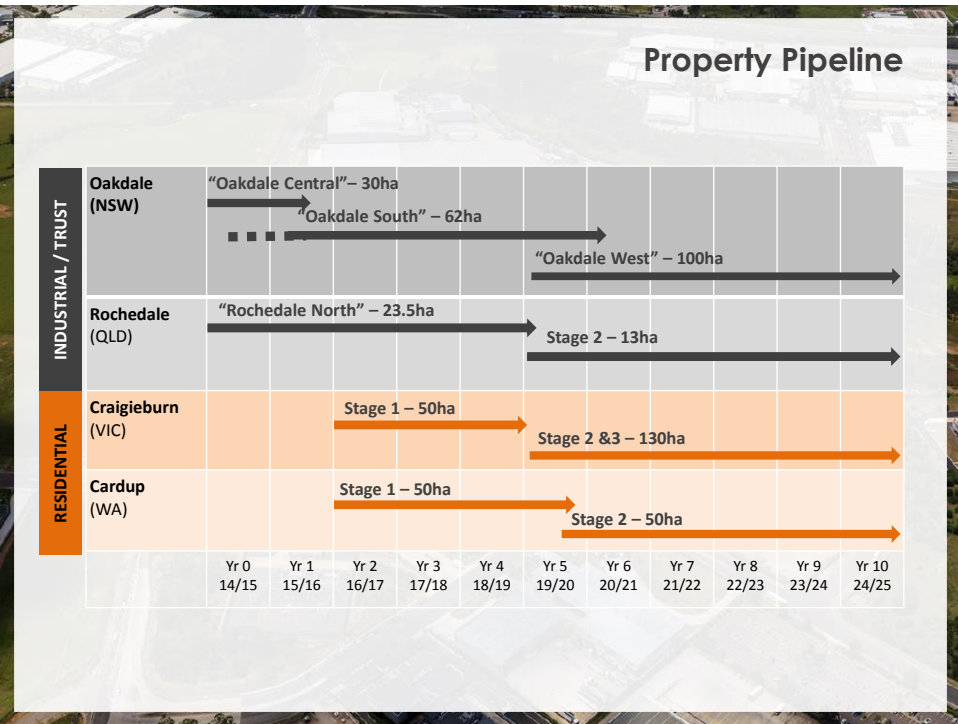 Property Pipeline
INDUSTRIAL / TRUST
Oakdale
(NSW)
“Oakdale Central”– 30ha
“Oakdale South” – 62ha
“Oakdale West” – 100ha
Rochedale
(QLD)
“Rochedale North” – 23.5ha
Stage 2 – 13ha
RESIDENTIAL
Craigieburn
(VIC)
Stage 1 – 50ha
Stage 2 &3 – 130ha
Cardup
(WA)
Stage 1 – 50ha
Stage 2 – 50ha
Yr 0 Yr 1 Yr 2 Yr 3 Yr 4 Yr 5 Yr 6 Yr 7 Yr 8 Yr 9 Yr 10
14/15 15/16 16/17 17/18 18/19 19/20 20/21 21/22 22/23 23/24 24/25